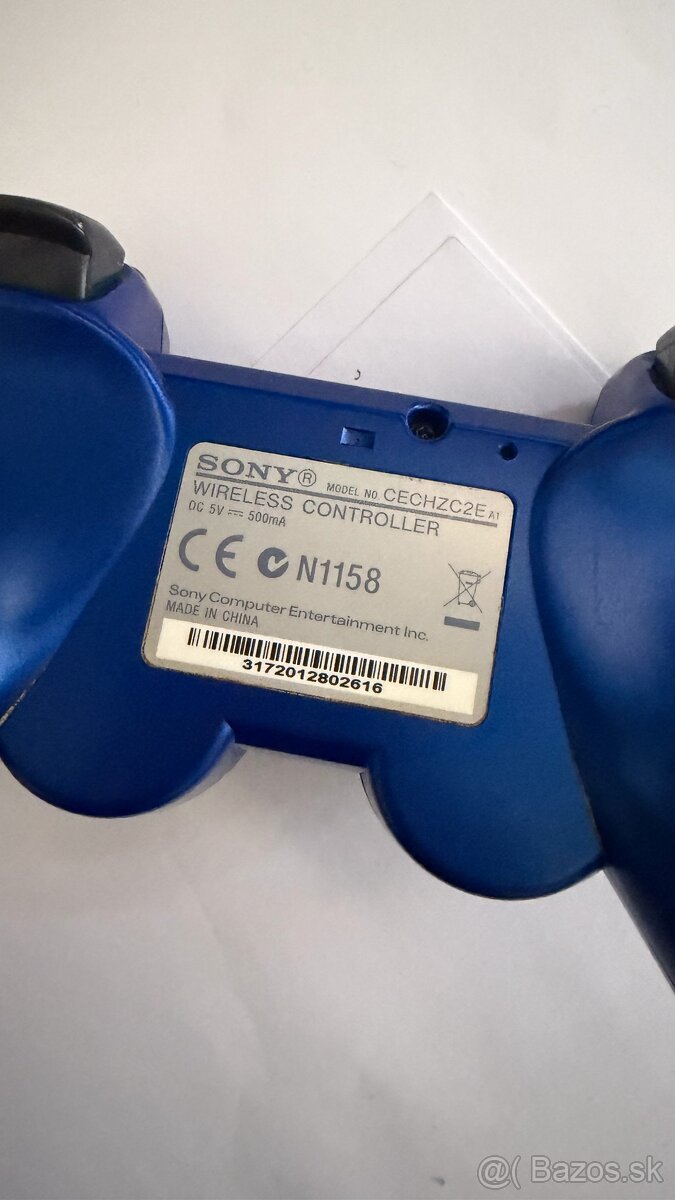 SONY® MODEL NO. CECHZC2E A1
WIRELESS CONTROLLER
DC 5V ⎓ 500mA
CE N1158
Sony Computer Entertainment Inc.
MADE IN CHINA
3172012802616
@( Bazos.sk